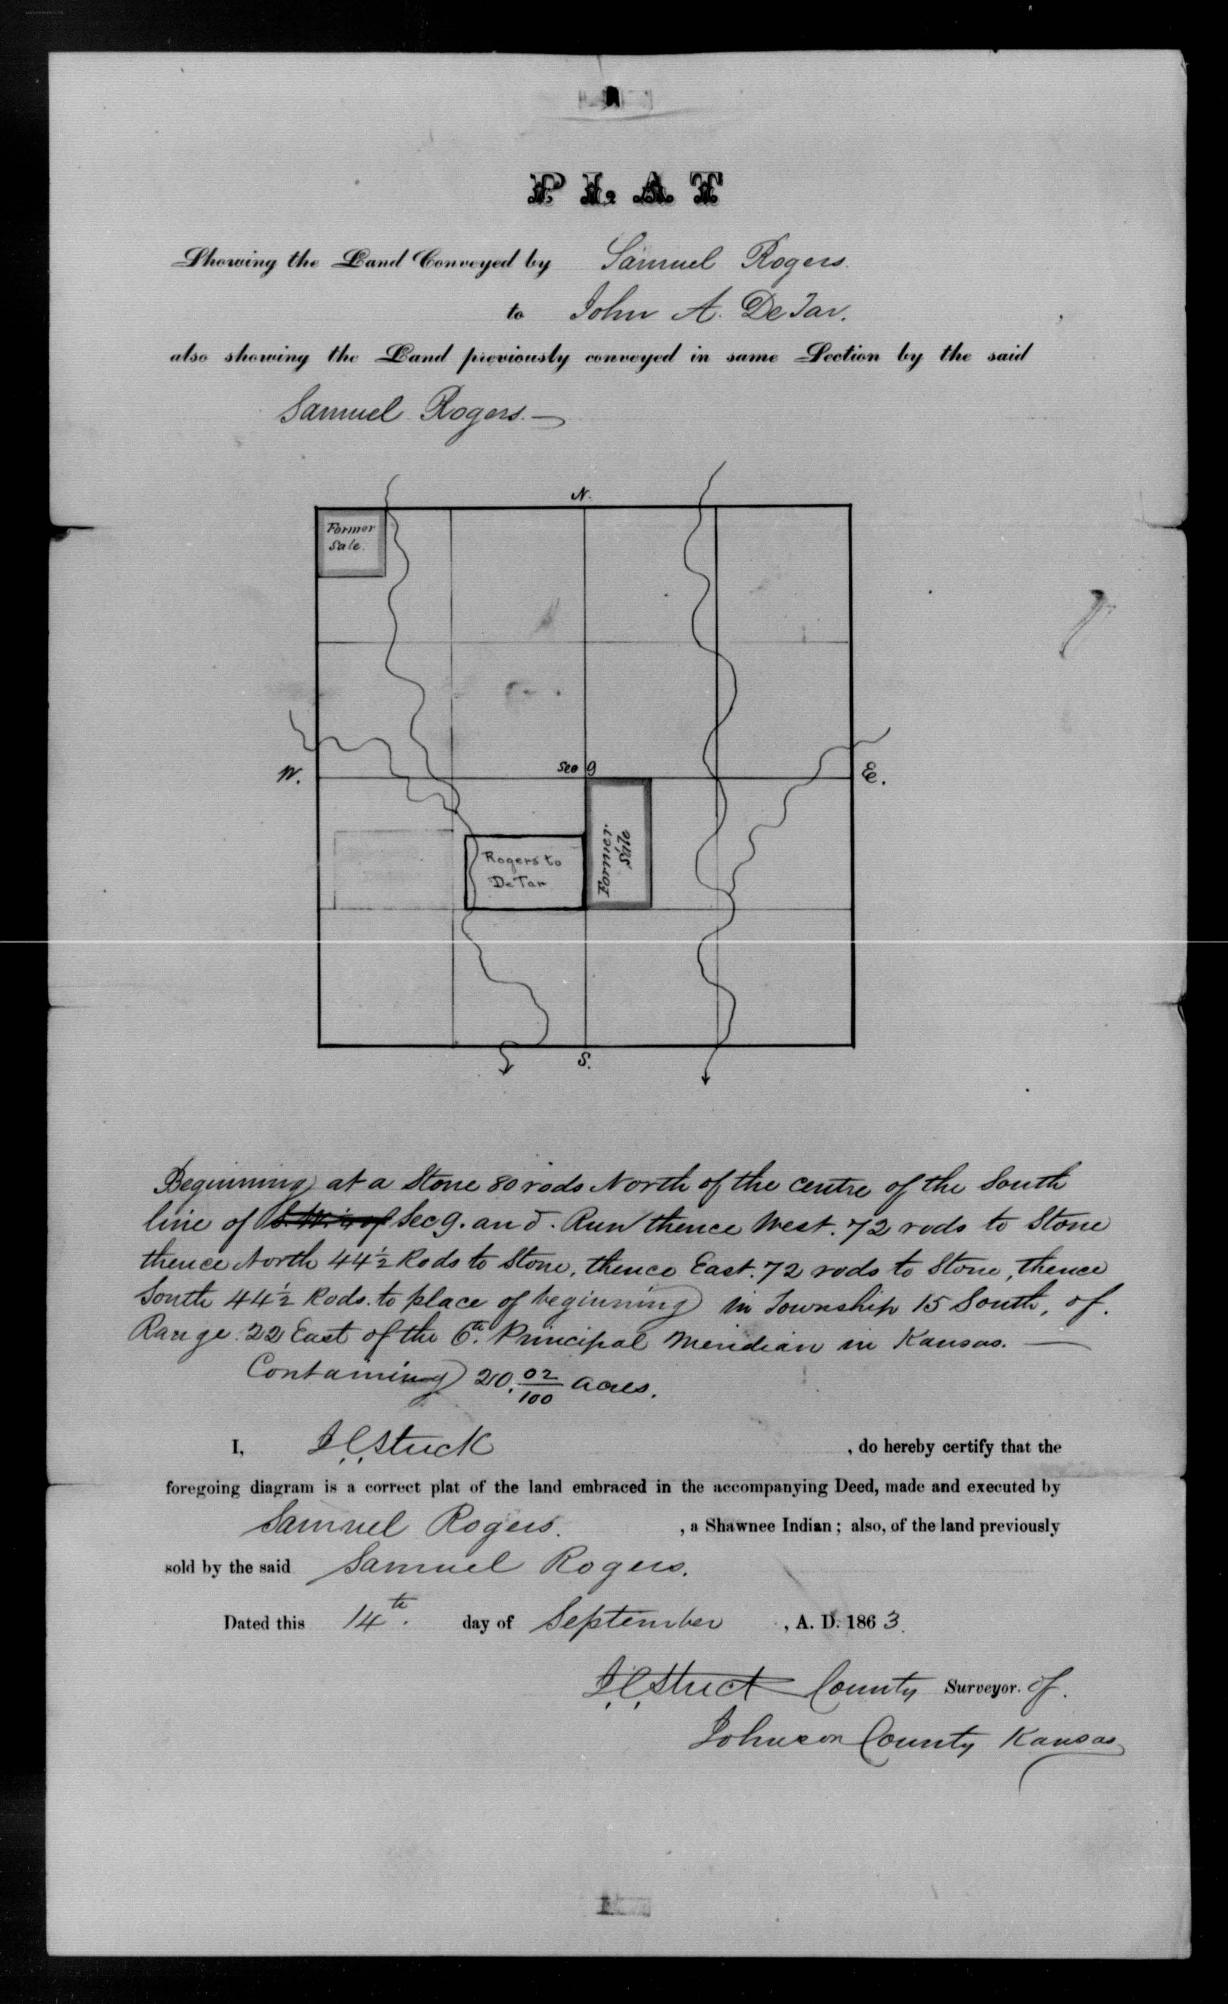 PLAT
Showing the Land Conveyed by Samuel Rogers.
to John A. DeTar.
also showing the Land previously conveyed in same Section by the said
Samuel Rogers.—
N.
Former
Sale.
W.
Sec 9
E.
Rogers to
DeTar
Former
Sale
S.
Beginning at a Stone 80 rods North of the centre of the South
line of S.W. ¼ of Sec 9. and. Run thence West. 72 rods to Stone
thence North 44½ Rods to Stone, thence East. 72 rods to Stone, thence
South 44½ Rods. to place of beginning in Township 15 South, of.
Range. 22 East of the 6th. Principal Meridian in Kansas. —
Containing 20.02/100 acres.
I, J.C. Stuck , do hereby certify that the
foregoing diagram is a correct plat of the land embraced in the accompanying Deed, made and executed by
Samuel Rogers. , a Shawnee Indian; also, of the land previously
sold by the said Samuel Rogers.
Dated this 14th. day of September , A. D. 1863.
J.C. Stuck County Surveyor. of.
Johnson County Kansas